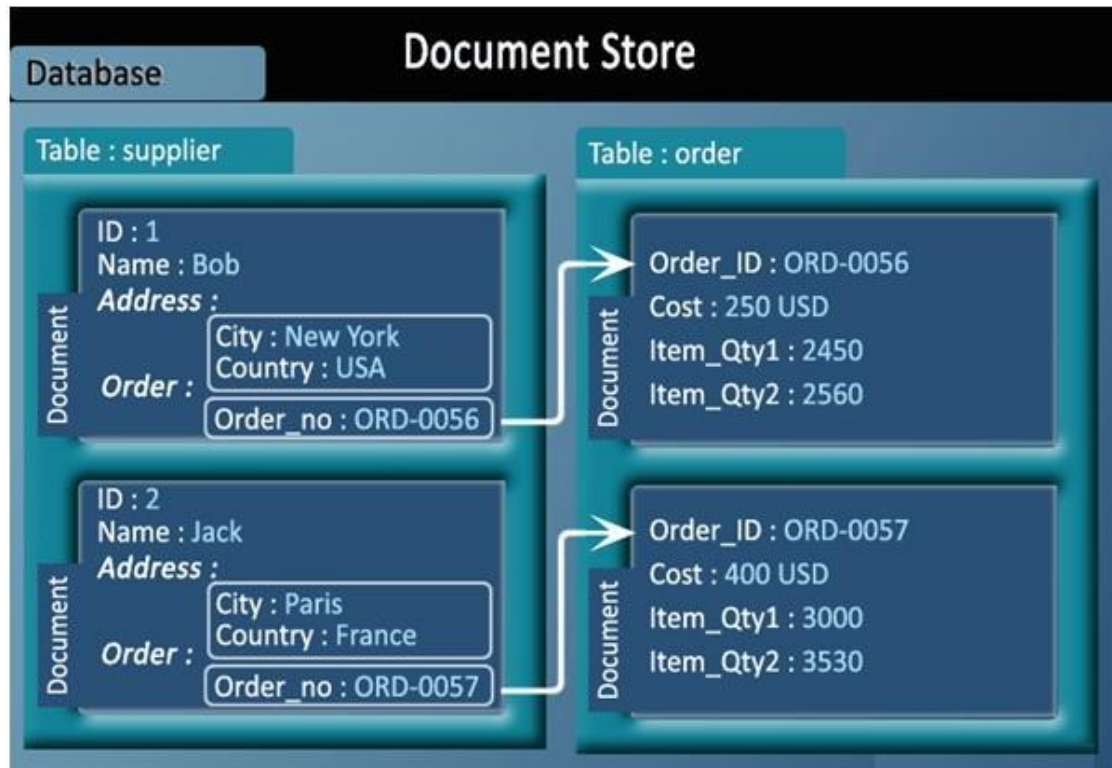 Document Store
Database
Table : supplier
ID : 1
Name : Bob
Address :
City : New York
Country : USA
Order :
Order_no : ORD-0056
Document
ID : 2
Name : Jack
Address :
City : Paris
Country : France
Order :
Order_no : ORD-0057
Document
Table : order
Order_ID : ORD-0056
Cost : 250 USD
Item_Qty1 : 2450
Item_Qty2 : 2560
Document
Order_ID : ORD-0057
Cost : 400 USD
Item_Qty1 : 3000
Item_Qty2 : 3530
Document